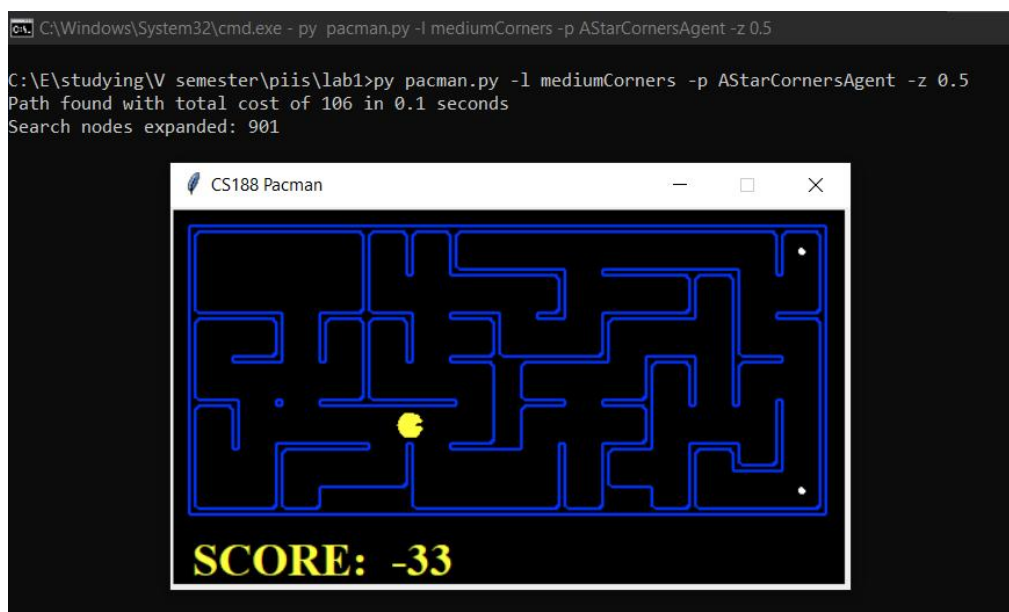 C:\Windows\System32\cmd.exe - py  pacman.py -l mediumCorners -p AStarCornersAgent -z 0.5
C:\E\studying\V semester\piis\lab1>py pacman.py -l mediumCorners -p AStarCornersAgent -z 0.5
Path found with total cost of 106 in 0.1 seconds
Search nodes expanded: 901
CS188 Pacman
SCORE: -33